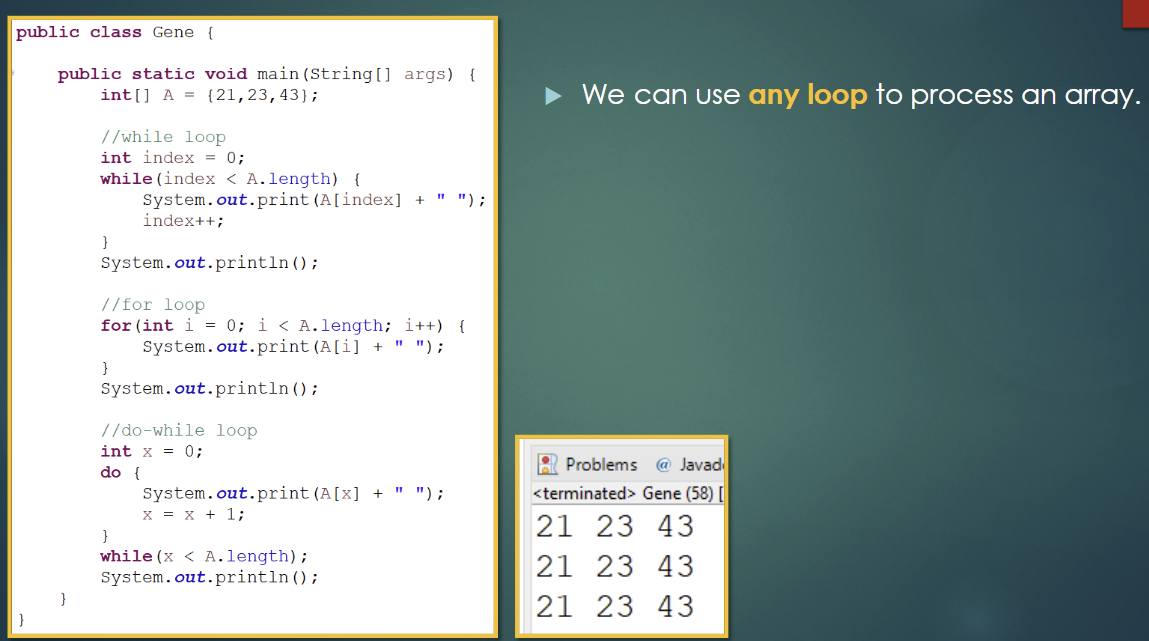 public class Gene {
public static void main(String[] args) {
int[] A = {21,23,43};
//while loop
int index = 0;
while(index < A.length) {
System.out.print(A[index] + " ");
index++;
}
System.out.println();
//for loop
for(int i = 0; i < A.length; i++) {
System.out.print(A[i] + " ");
}
System.out.println();
//do-while loop
int x = 0;
do {
System.out.print(A[x] + " ");
x = x + 1;
}
while(x < A.length);
System.out.println();
}
}
We can use any loop to process an array.
Problems @ Javad
<terminated> Gene (58) [
21 23 43
21 23 43
21 23 43